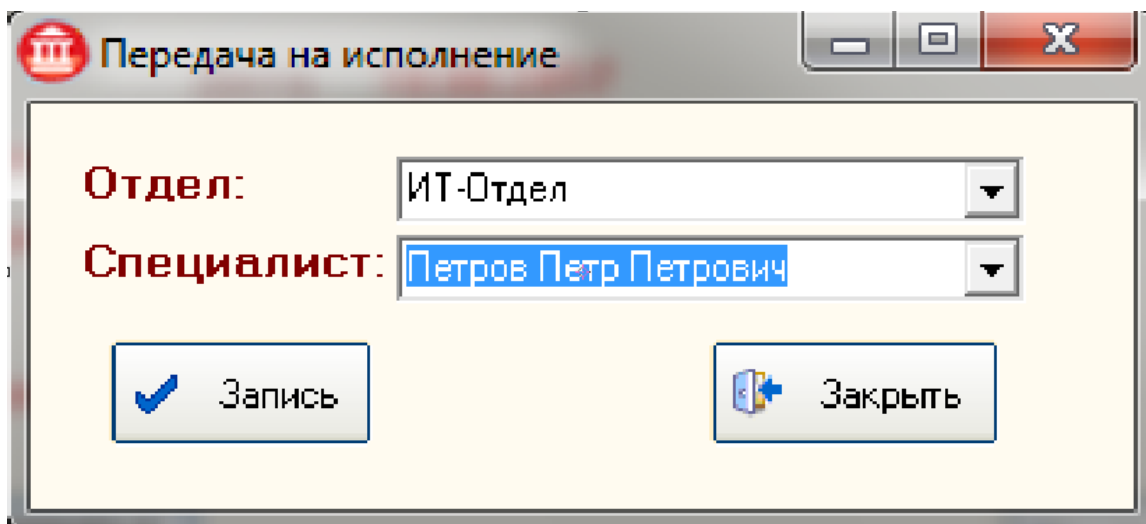 Передача на исполнение
Отдел: ИТ-Отдел
Специалист: Петров Петр Петрович
Запись Закрыть